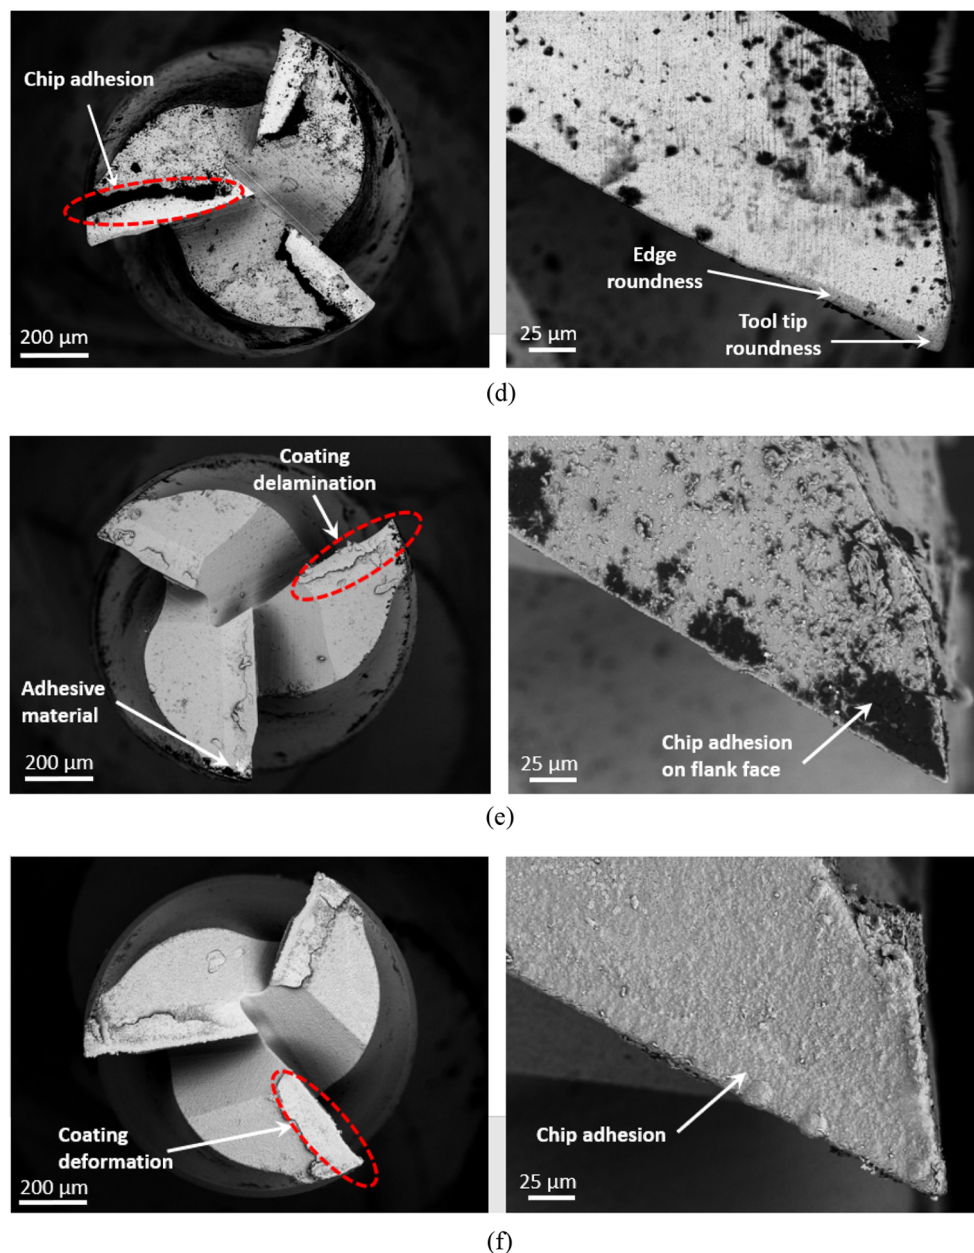 Chip adhesion
200 µm
Edge
roundness
Tool tip
roundness
25 µm
(d)
Coating
delamination
Adhesive
material
200 µm
Chip adhesion
on flank face
25 µm
(e)
Coating
deformation
200 µm
Chip adhesion
25 µm
(f)